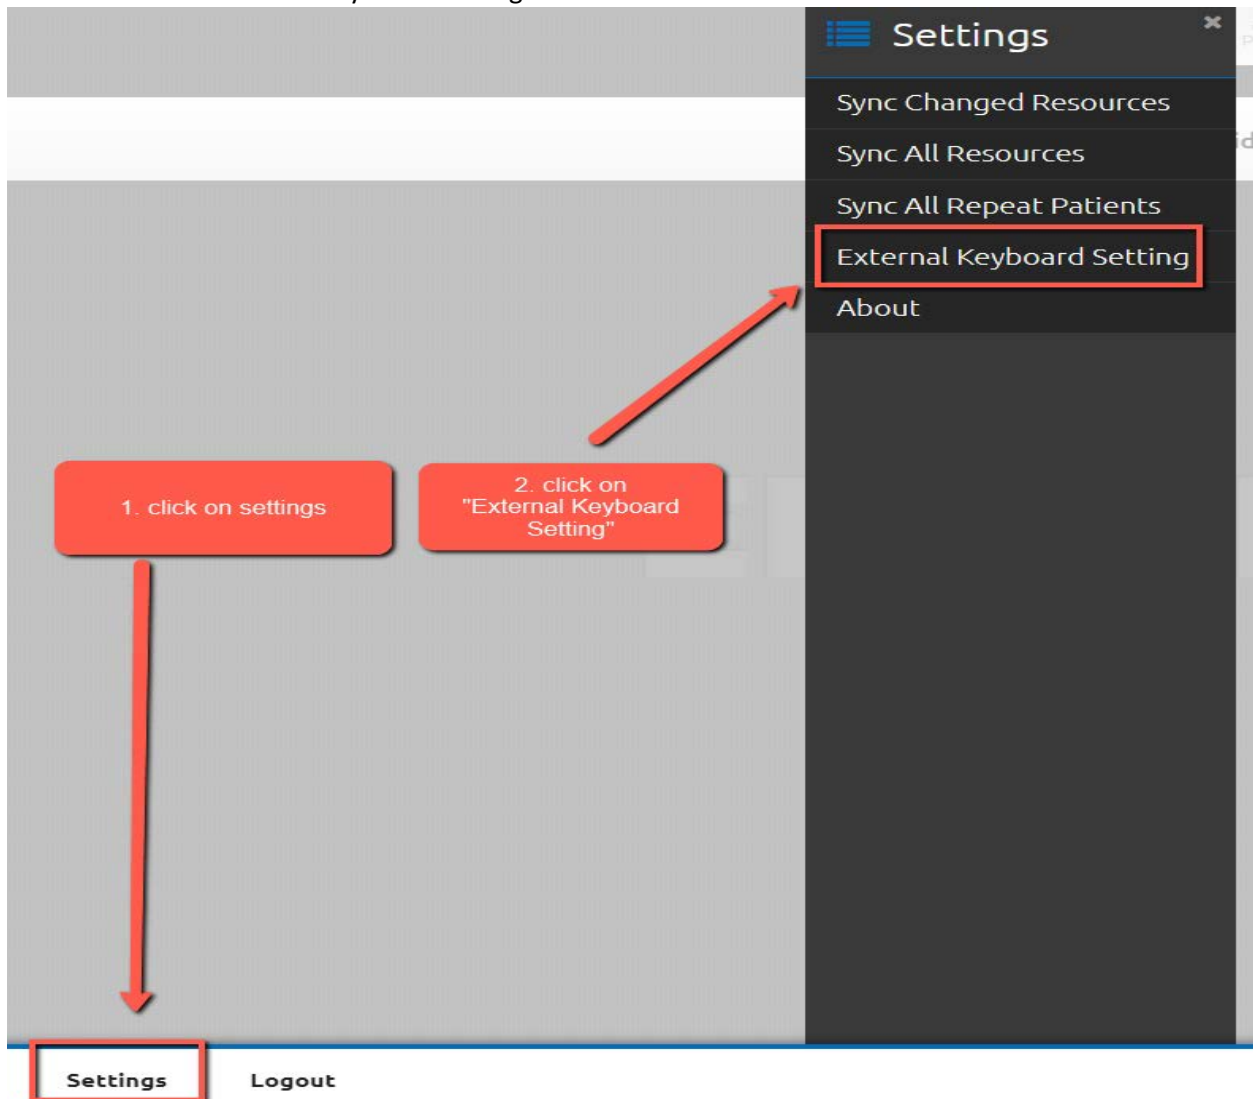 Settings
Sync Changed Resources
Sync All Resources
Sync All Repeat Patients
External Keyboard Setting
About
1. click on settings
2. click on
"External Keyboard
Setting"
Settings
Logout